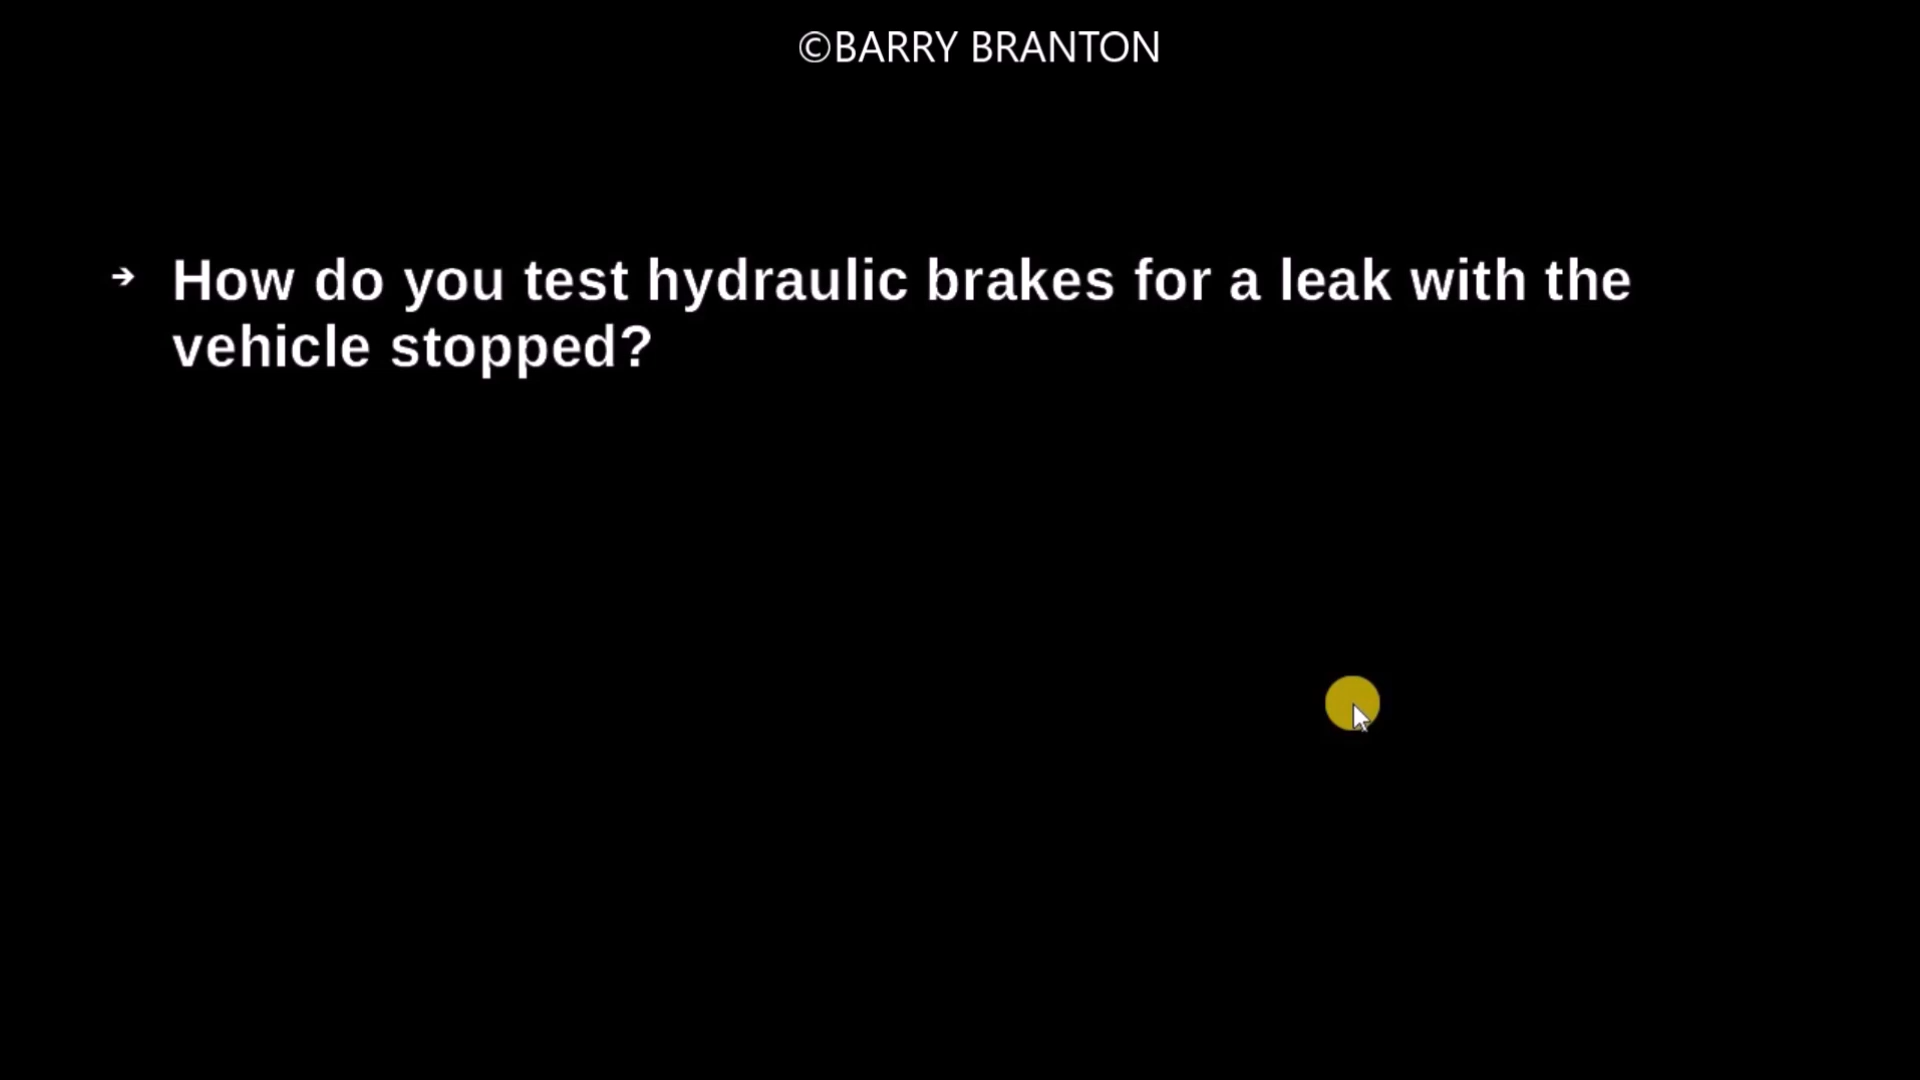 ©BARRY BRANTON
➔ How do you test hydraulic brakes for a leak with the
vehicle stopped?